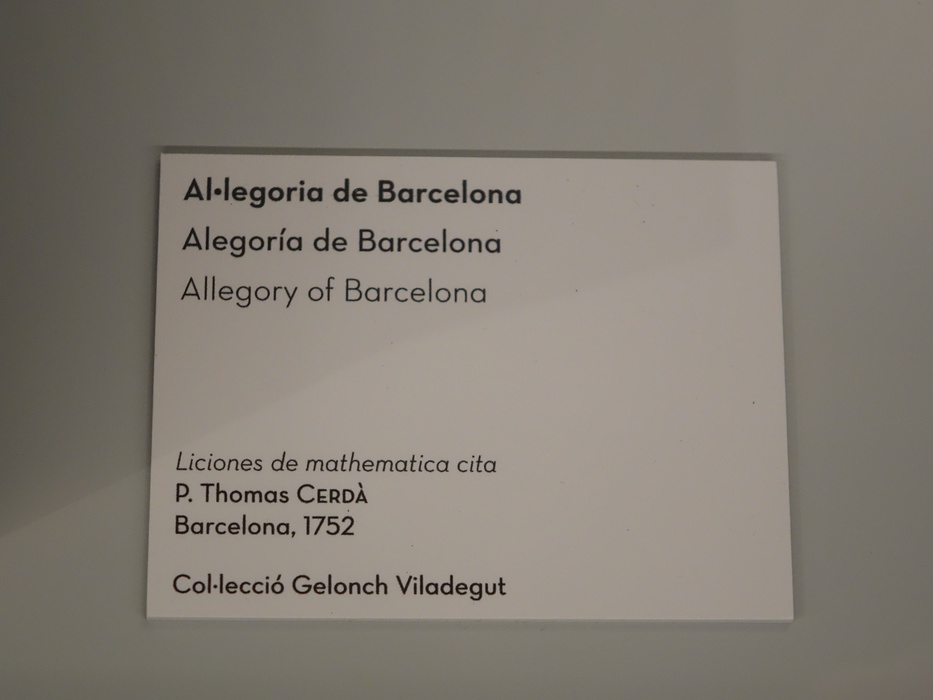 Al·legoria de Barcelona
Alegoría de Barcelona
Allegory of Barcelona
Liciones de mathematica cita
P. Thomas CERDÀ
Barcelona, 1752
Col·lecció Gelonch Viladegut